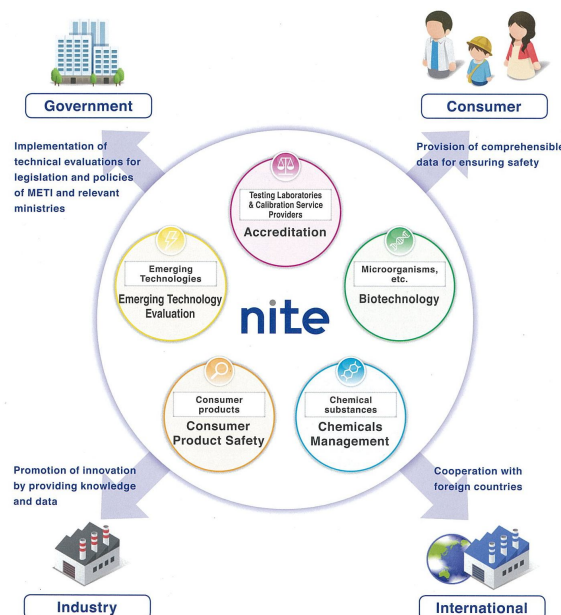 Government
Consumer
Implementation of
technical evaluations for
legislation and policies
of METI and relevant
ministries
Provision of comprehensible
data for ensuring safety
Testing Laboratories
& Calibration Service
Providers
Accreditation
Emerging
Technologies
Emerging Technology
Evaluation
Microorganisms,
etc.
Biotechnology
nite
Consumer
products
Consumer
Product Safety
Chemical
substances
Chemicals
Management
Promotion of innovation
by providing knowledge
and data
Cooperation with
foreign countries
Industry
International